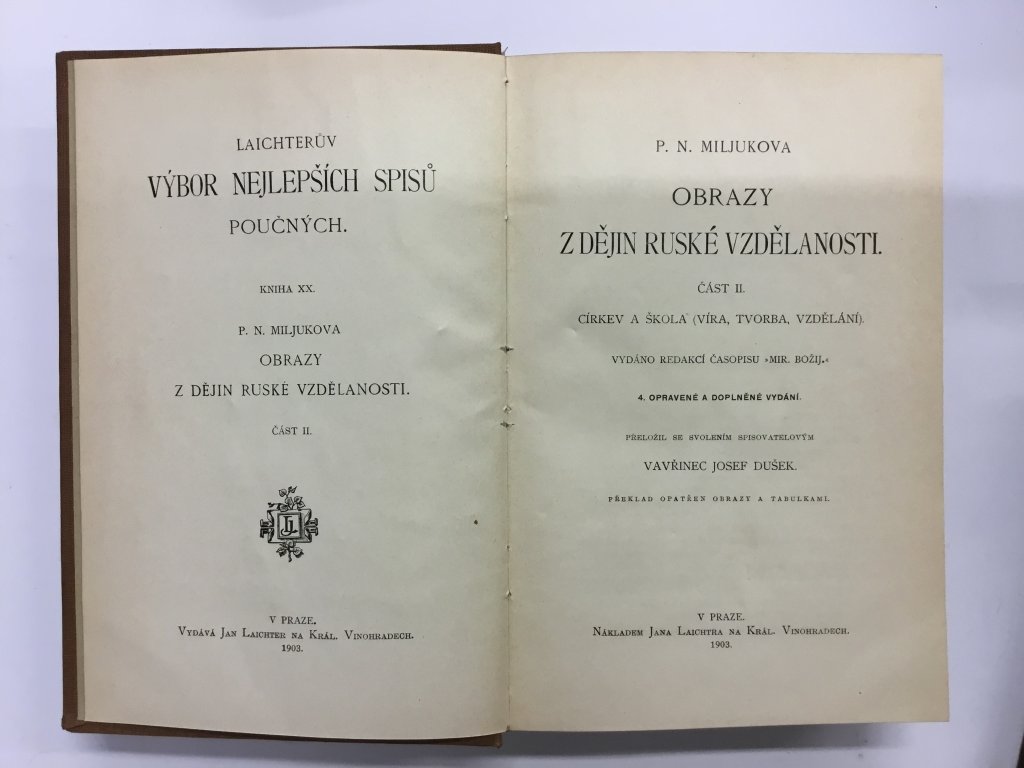 LAICHTERŮV
VÝBOR NEJLEPŠÍCH SPISŮ
POUČNÝCH.
KNIHA XX.
P. N. MILJUKOVA
OBRAZY
Z DĚJIN RUSKÉ VZDĚLANOSTI.
ČÁST II.
JL
V PRAZE.
VYDÁVÁ JAN LAICHTER NA KRÁL. VINOHRADECH.
1903.
P. N. MILJUKOVA
OBRAZY
Z DĚJIN RUSKÉ VZDĚLANOSTI.
ČÁST II.
CÍRKEV A ŠKOLA (VÍRA, TVORBA, VZDĚLÁNÍ).
VYDÁNO REDAKCÍ ČASOPISU »MIR. BOŽIJ.«
4. OPRAVENÉ A DOPLNĚNÉ VYDÁNÍ.
PŘELOŽIL SE SVOLENÍM SPISOVATELOVÝM
VAVŘINEC JOSEF DUŠEK.
PŘEKLAD OPATŘEN OBRAZY A TABULKAMI.
V PRAZE.
NÁKLADEM JANA LAICHTRA NA KRÁL. VINOHRADECH.
1903.